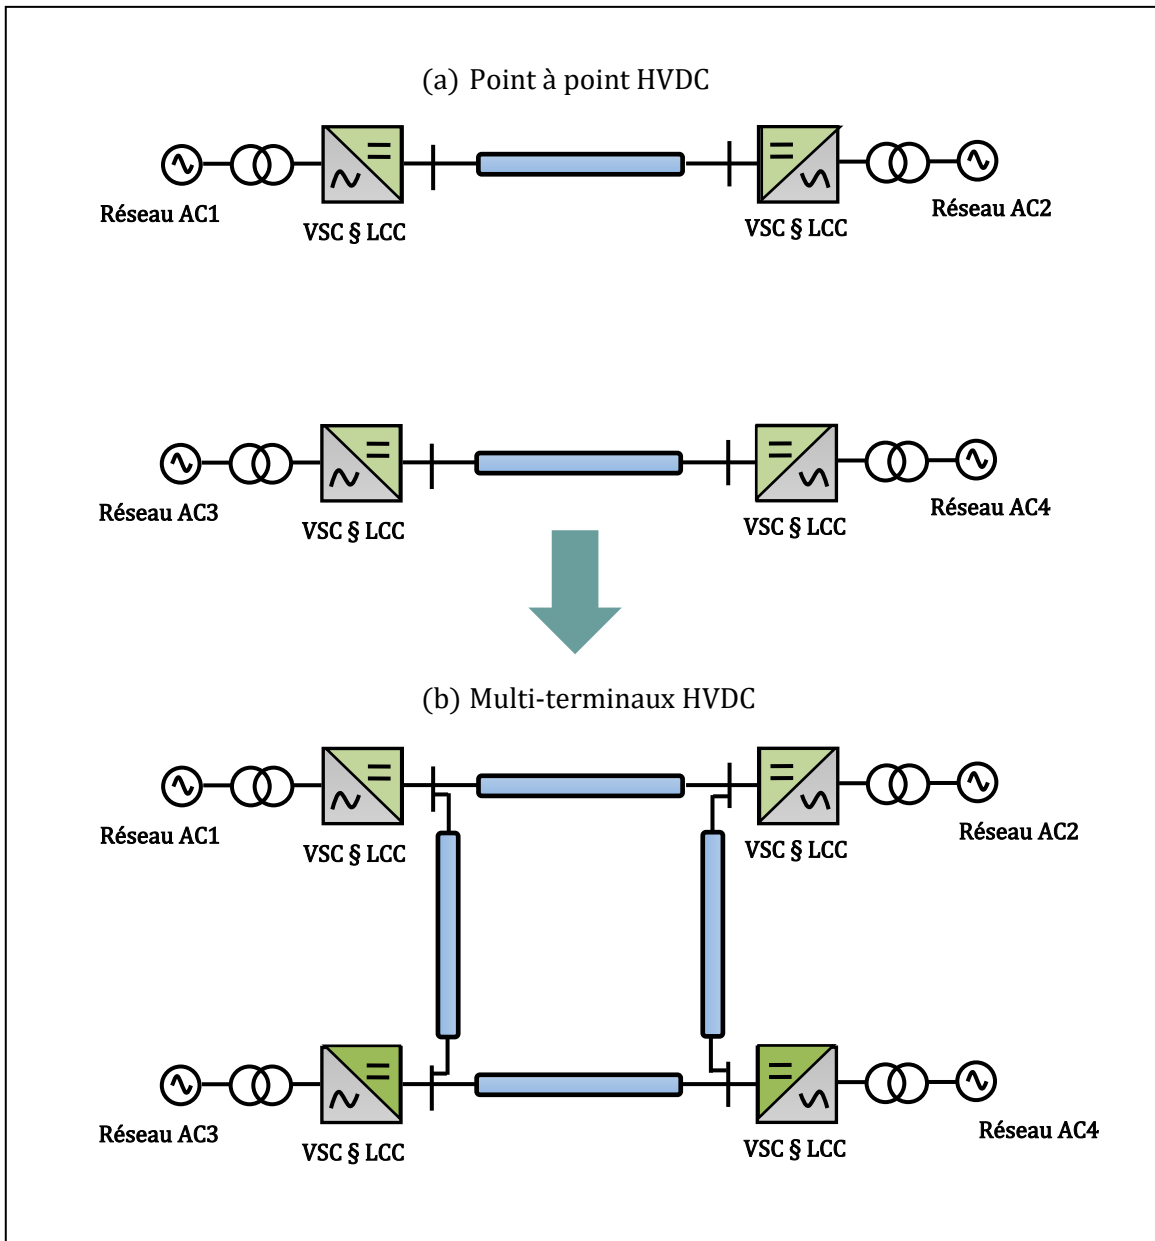 (a) Point à point HVDC
Réseau AC1
VSC § LCC
VSC § LCC
Réseau AC2
Réseau AC3
VSC § LCC
VSC § LCC
Réseau AC4
(b) Multi-terminaux HVDC
Réseau AC1
VSC § LCC
VSC § LCC
Réseau AC2
Réseau AC3
VSC § LCC
VSC § LCC
Réseau AC4